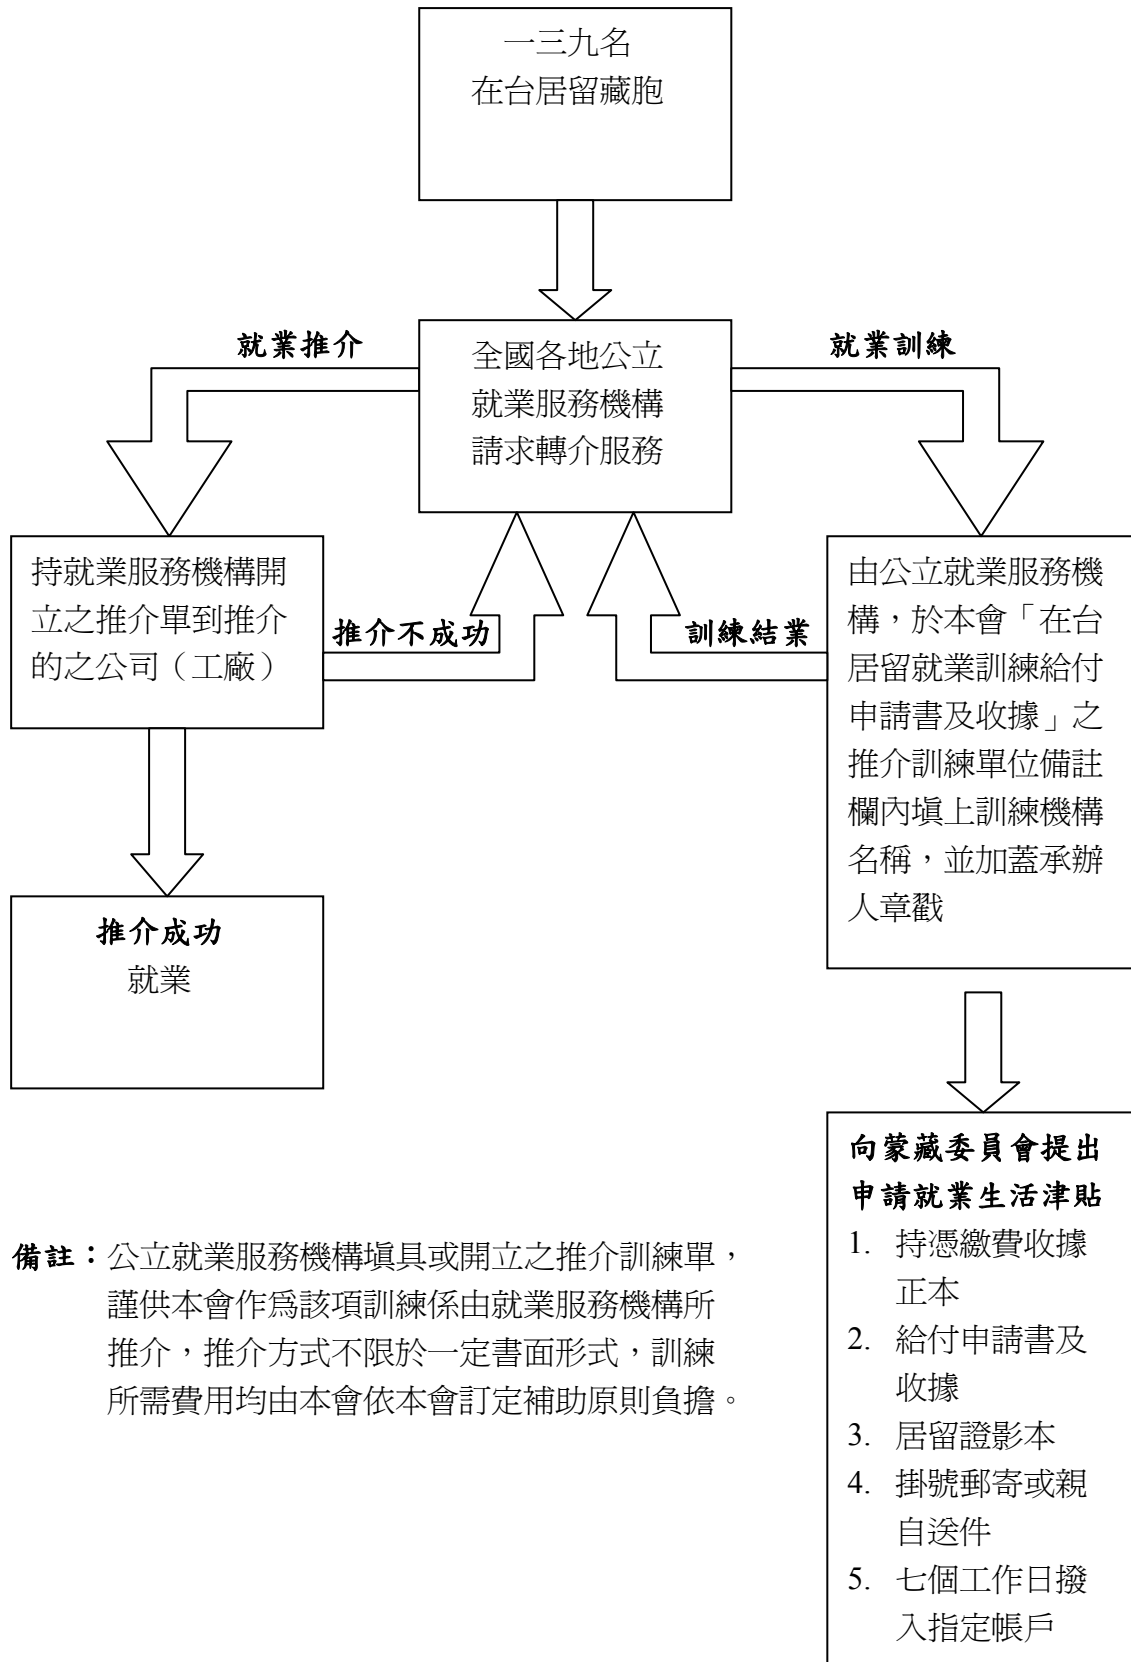 一三九名
在台居留藏胞
就業推介
全國各地公立
就業服務機構
請求轉介服務
就業訓練
持就業服務機構開
立之推介單到推介
的之公司（工廠）
推介不成功
訓練結業
由公立就業服務機
構，於本會「在台
居留就業訓練給付
申請書及收據」之
推介訓練單位備註
欄內填上訓練機構
名稱，並加蓋承辦
人章戳
推介成功
就業
向蒙藏委員會提出
申請就業生活津貼
1. 持憑繳費收據
正本
2. 給付申請書及
收據
3. 居留證影本
4. 掛號郵寄或親
自送件
5. 七個工作日撥
入指定帳戶
備註：公立就業服務機構填具或開立之推介訓練單，
謹供本會作為該項訓練係由就業服務機構所
推介，推介方式不限於一定書面形式，訓練
所需費用均由本會依本會訂定補助原則負擔。